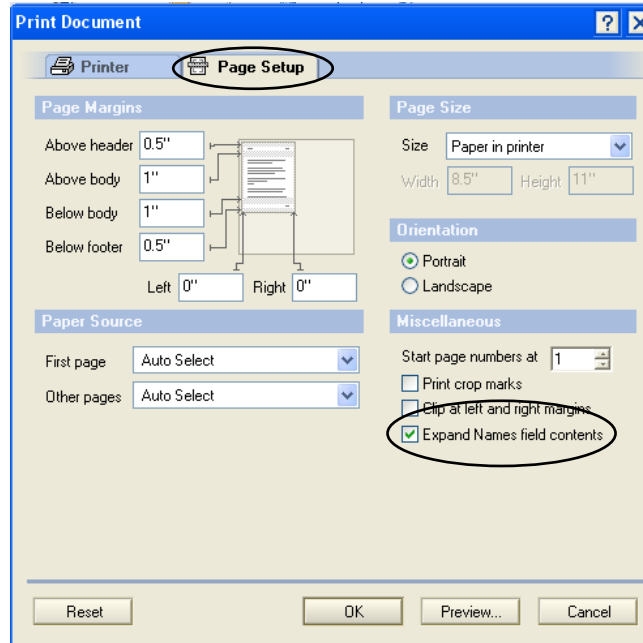 Print Document
Printer
Page Setup
Page Margins
Above header 0.5"
Above body 1"
Below body 1"
Below footer 0.5"
Left 0" Right 0"
Paper Source
First page Auto Select
Other pages Auto Select
Page Size
Size Paper in printer
Width 8.5" Height 11"
Orientation
Portrait
Landscape
Miscellaneous
Start page numbers at 1
Print crop marks
Clip at left and right margins
Expand Names field contents
Reset OK Preview... Cancel